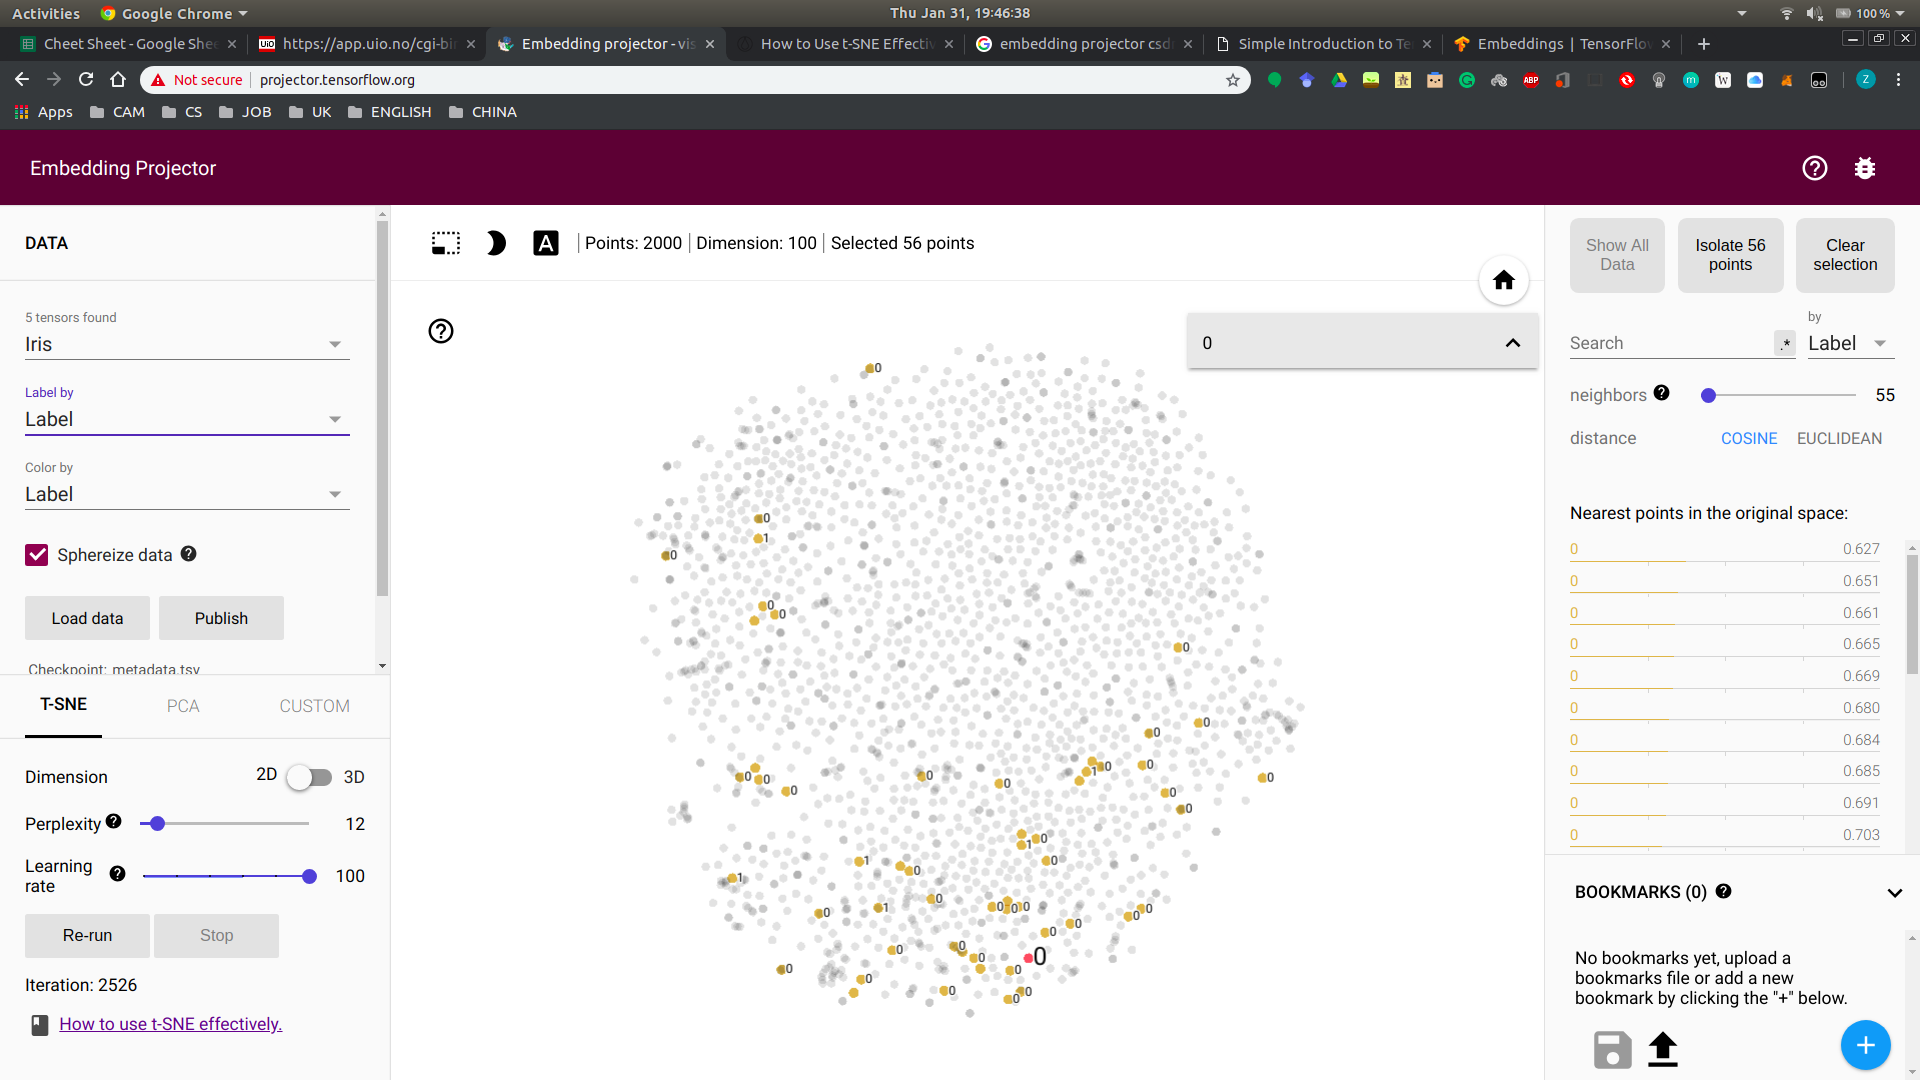 Activities Google Chrome Thu Jan 31, 19:46:38 100 %
Cheet Sheet - Google She https://app.uio.no/cgi-bi Embedding projector - vis How to Use t-SNE Effectiv embedding projector csd Simple Introduction to Te Embeddings | TensorFlow
Not secure projector.tensorflow.org
Apps CAM CS JOB UK ENGLISH CHINA
Embedding Projector
DATA
5 tensors found
Iris
Label by
Label
Color by
Label
Sphereize data
Load data Publish
Checkpoint: metadata.tsv
T-SNE PCA CUSTOM
Dimension 2D 3D
Perplexity 12
Learning rate 100
Re-run Stop
Iteration: 2526
How to use t-SNE effectively.
A Points: 2000 Dimension: 100 Selected 56 points
0
Show All Data Isolate 56 points Clear selection
Search .* by Label
neighbors 55
distance COSINE EUCLIDEAN
Nearest points in the original space:
0 0.627
0 0.651
0 0.661
0 0.665
0 0.669
0 0.680
0 0.684
0 0.685
0 0.691
0 0.703
BOOKMARKS (0)
No bookmarks yet, upload a
bookmarks file or add a new
bookmark by clicking the "+" below.